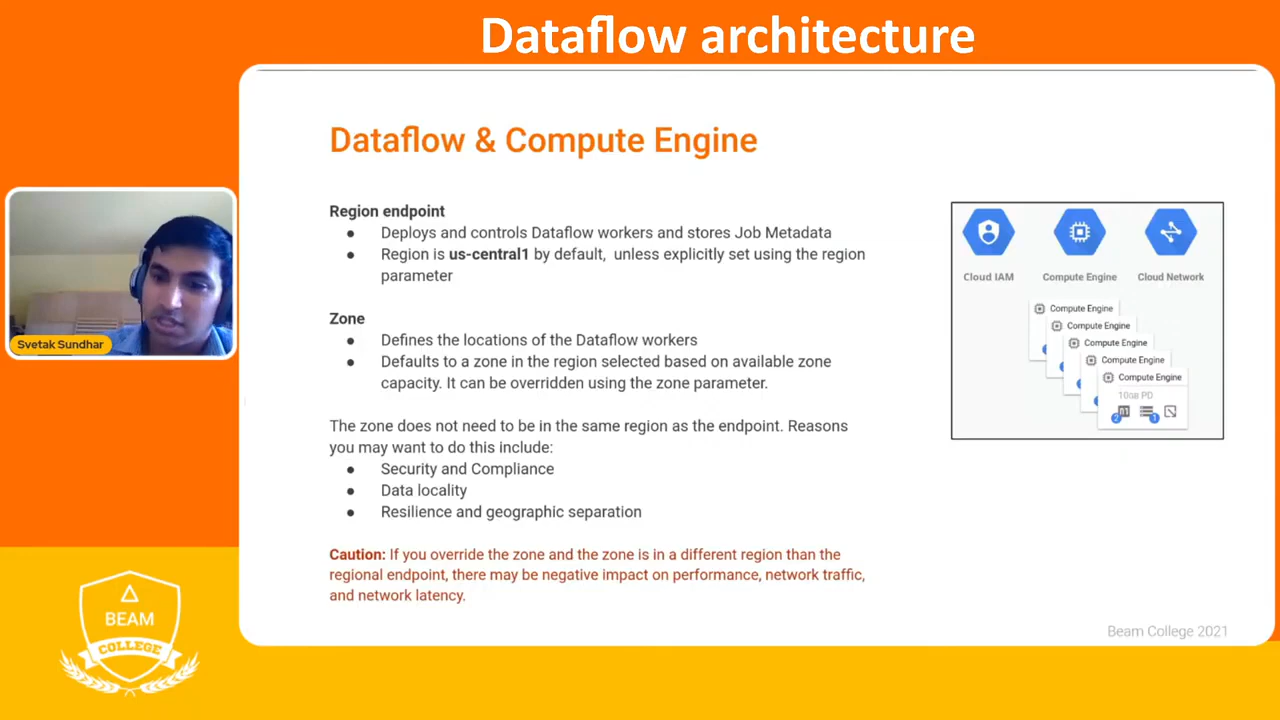 Dataflow architecture
Dataflow & Compute Engine
Region endpoint
● Deploys and controls Dataflow workers and stores Job Metadata
● Region is us-central1 by default, unless explicitly set using the region
parameter
Zone
● Defines the locations of the Dataflow workers
● Defaults to a zone in the region selected based on available zone
capacity. It can be overridden using the zone parameter.
The zone does not need to be in the same region as the endpoint. Reasons
you may want to do this include:
● Security and Compliance
● Data locality
● Resilience and geographic separation
Caution: If you override the zone and the zone is in a different region than the
regional endpoint, there may be negative impact on performance, network traffic,
and network latency.
Cloud IAM
Compute Engine
Cloud Network
Compute Engine
Compute Engine
Compute Engine
Compute Engine
Compute Engine
10GB PD
2
1
Svetak Sundhar
BEAM
COLLEGE
Beam College 2021